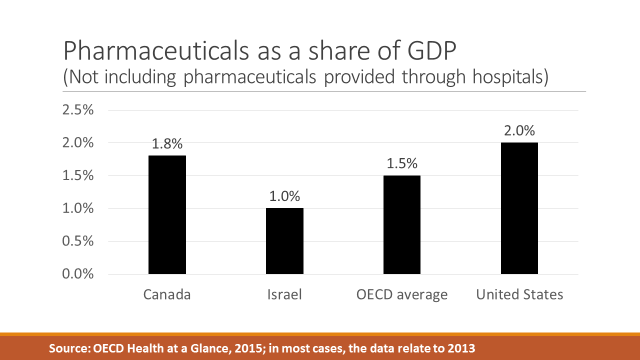 Pharmaceuticals as a share of GDP
(Not including pharmaceuticals provided through hospitals)
2.5%
2.0%
1.5%
1.0%
0.5%
0.0%
1.8%
1.0%
1.5%
2.0%
Canada
Israel
OECD average
United States
Source: OECD Health at a Glance, 2015; in most cases, the data relate to 2013